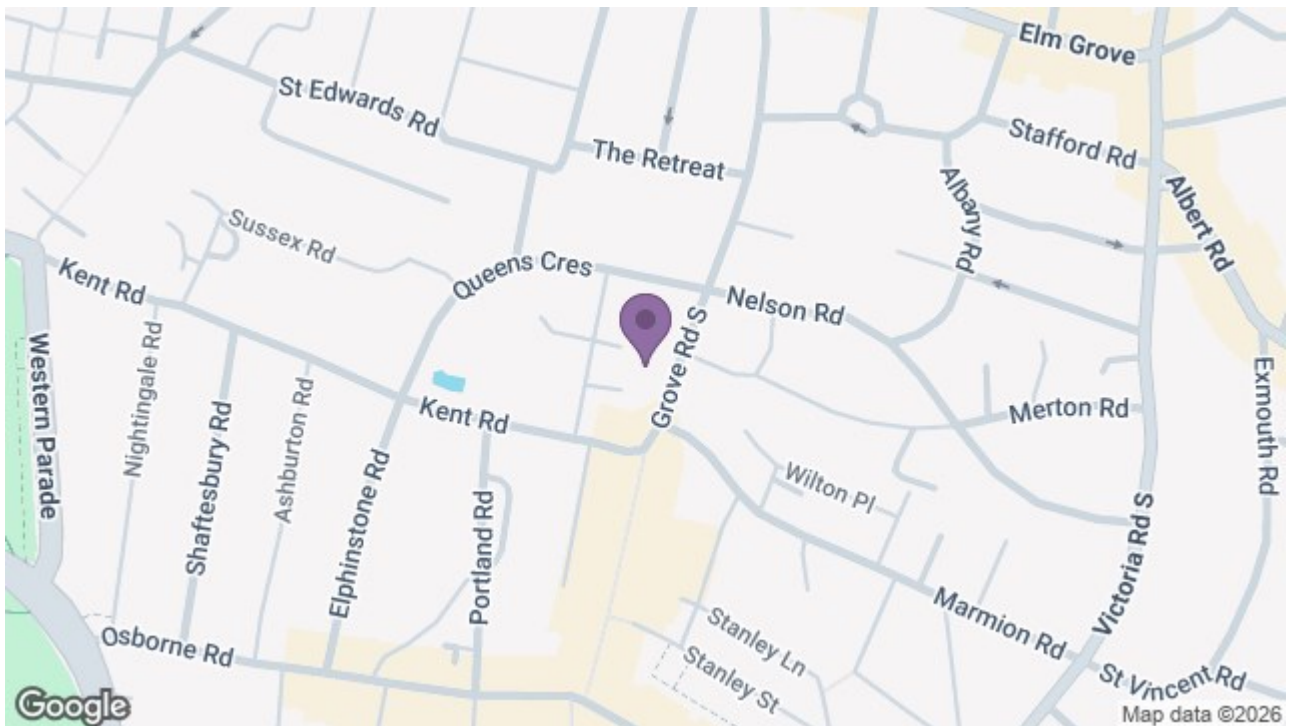 Elm Grove
St Edwards Rd
The Retreat
Stafford Rd
Albert Rd
Albany Rd
Sussex Rd
Queens Cres
Kent Rd
Nelson Rd
Grove Rd S
Western Parade
Nightingale Rd
Shaftesbury Rd
Ashburton Rd
Elphinstone Rd
Kent Rd
Portland Rd
Merton Rd
Exmouth Rd
Wilton Pl
Victoria Rd S
Marmion Rd
Stanley Ln
Stanley St
St Vincent Rd
Osborne Rd
Google
Map data ©2026